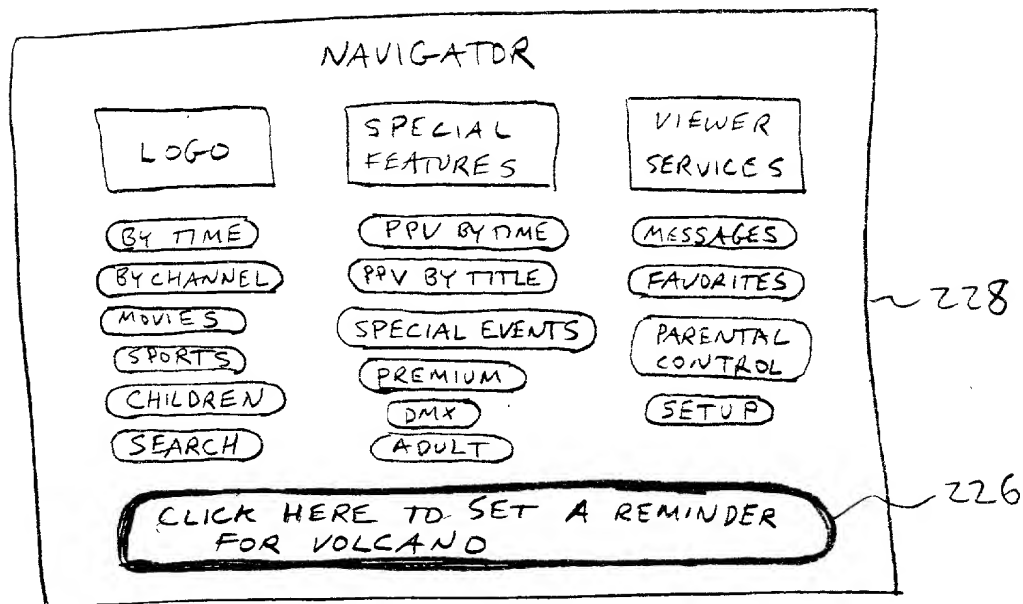 NAVIGATOR
LOGO
SPECIAL
FEATURES
VIEWER
SERVICES
BY TIME
BY CHANNEL
MOVIES
SPORTS
CHILDREN
SEARCH
PPV BY TIME
PPV BY TITLE
SPECIAL EVENTS
PREMIUM
DMX
ADULT
MESSAGES
FAVORITES
PARENTAL
CONTROL
SETUP
228
CLICK HERE TO SET A REMINDER
FOR VOLCANO
226